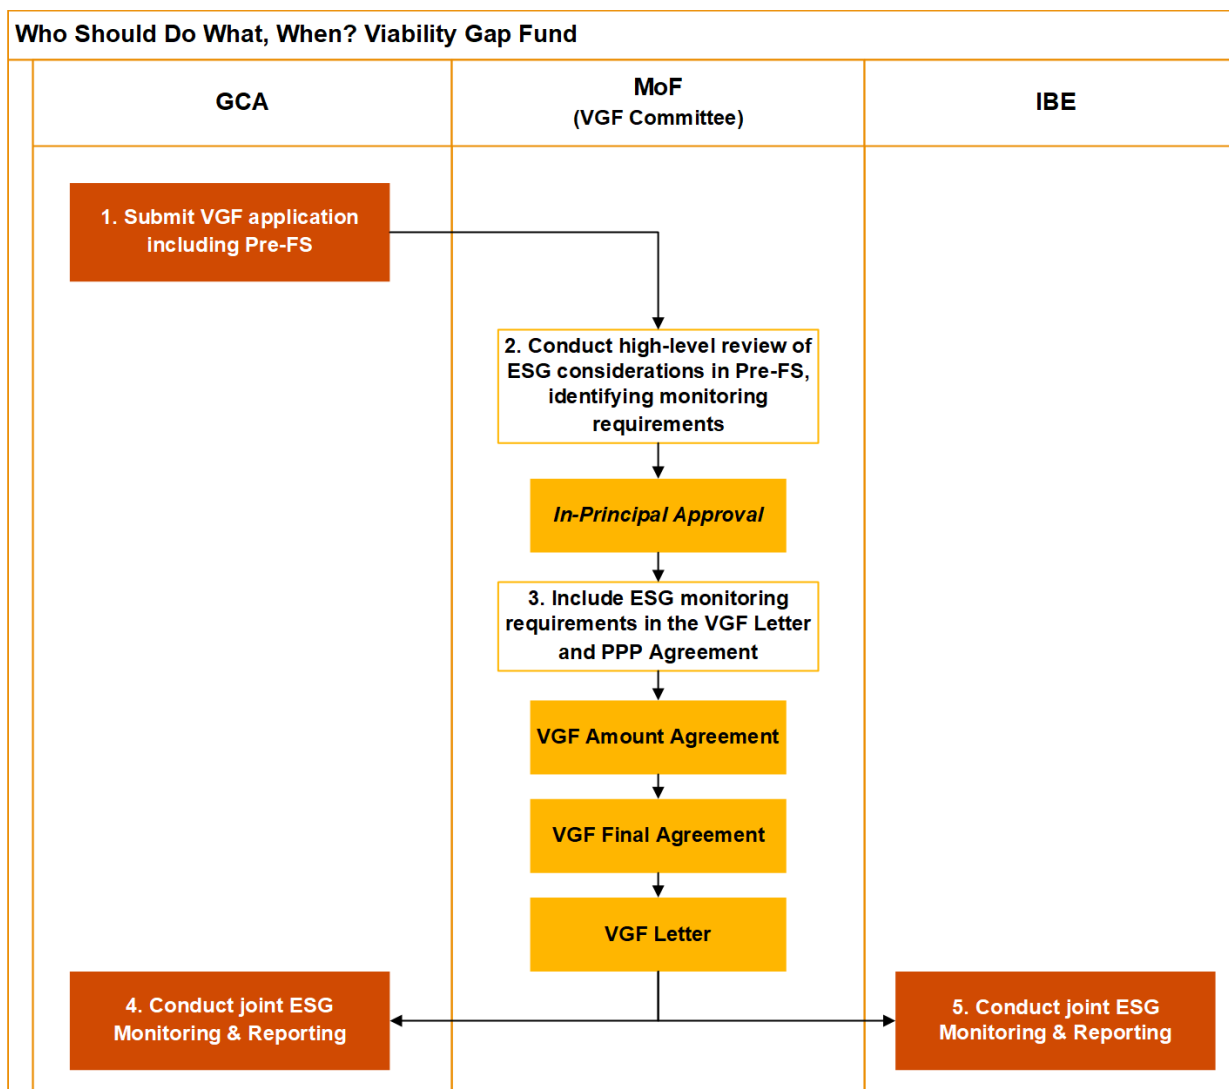 Who Should Do What, When? Viability Gap Fund
GCA
MoF
(VGF Committee)
IBE
1. Submit VGF application
including Pre-FS
2. Conduct high-level review of
ESG considerations in Pre-FS,
identifying monitoring
requirements
In-Principal Approval
3. Include ESG monitoring
requirements in the VGF Letter
and PPP Agreement
VGF Amount Agreement
VGF Final Agreement
VGF Letter
4. Conduct joint ESG
Monitoring & Reporting
5. Conduct joint ESG
Monitoring & Reporting